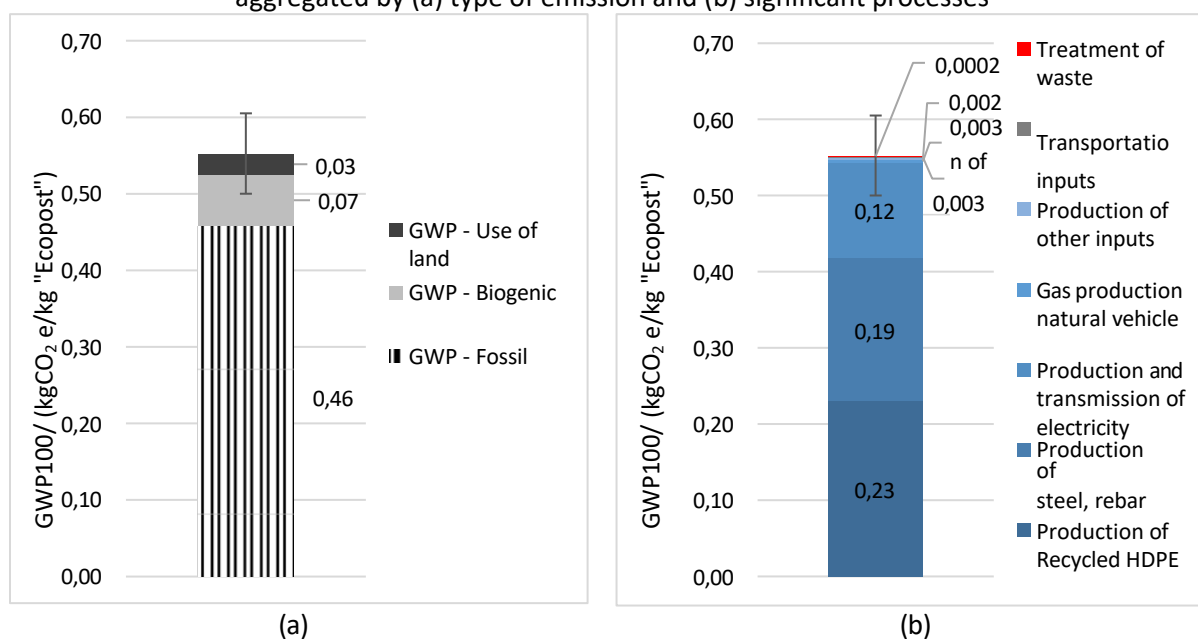 aggregated by (a) type of emission and (b) significant processes
0,70
0,60
0,50
0,40
0,30
0,20
0,10
0,00
GWP100/ (kgCO₂ e/kg "Ecopost")
0,03
0,07
0,46
GWP - Use of
land
GWP - Biogenic
GWP - Fossil
(a)
0,70
0,60
0,50
0,40
0,30
0,20
0,10
0,00
GWP100/ (kgCO₂ e/kg "Ecopost")
0,0002
0,002
0,003
n of
0,003
0,12
0,19
0,23
Treatment of
waste
Transportatio
inputs
Production of
other inputs
Gas production
natural vehicle
Production and
transmission of
electricity
Production
of
steel, rebar
Production of
Recycled HDPE
(b)